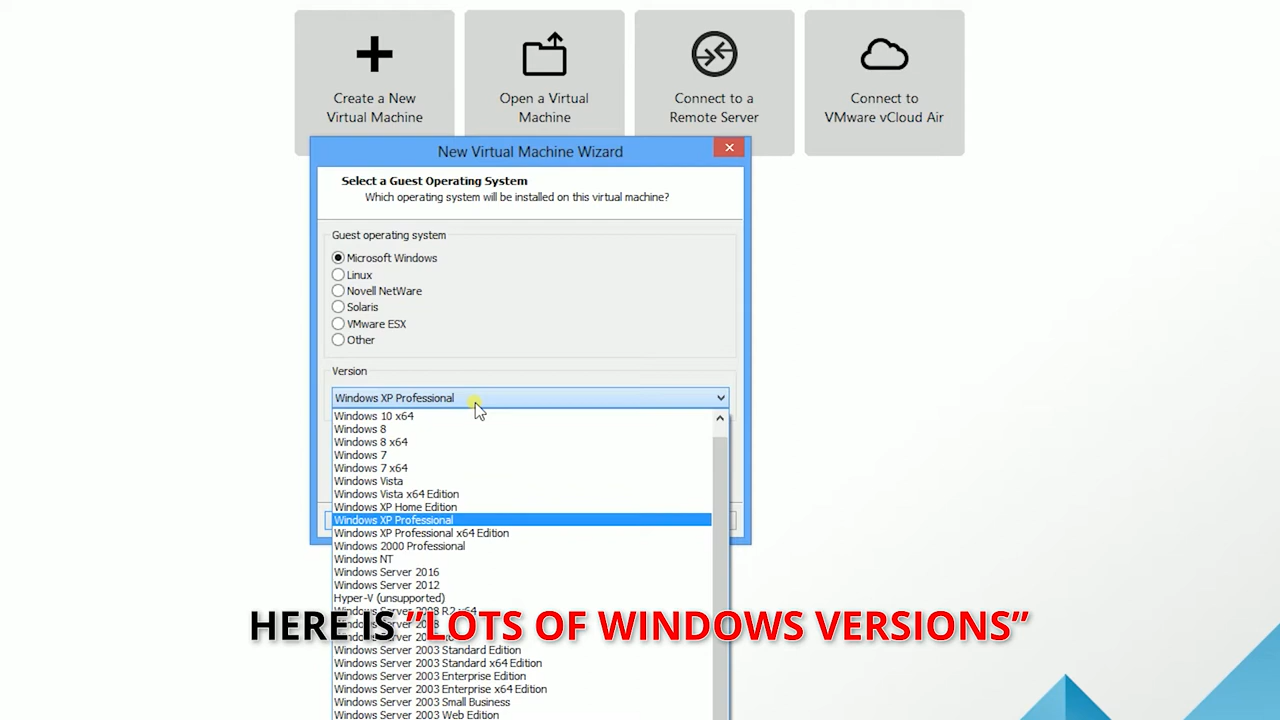 Create a New
Virtual Machine
Open a Virtual
Machine
Connect to a
Remote Server
Connect to
VMware vCloud Air
New Virtual Machine Wizard
Select a Guest Operating System
Which operating system will be installed on this virtual machine?
Guest operating system
Microsoft Windows
Linux
Novell NetWare
Solaris
VMware ESX
Other
Version
Windows XP Professional
Windows 10 x64
Windows 8
Windows 8 x64
Windows 7
Windows 7 x64
Windows Vista
Windows Vista x64 Edition
Windows XP Home Edition
Windows XP Professional
Windows XP Professional x64 Edition
Windows 2000 Professional
Windows NT
Windows Server 2016
Windows Server 2012
Hyper-V (unsupported)
Windows Server 2008 R2 x64
HERE IS ”LOTS OF WINDOWS VERSIONS”
Windows Server 2003 Standard Edition
Windows Server 2003 Standard x64 Edition
Windows Server 2003 Enterprise Edition
Windows Server 2003 Enterprise x64 Edition
Windows Server 2003 Small Business
Windows Server 2003 Web Edition